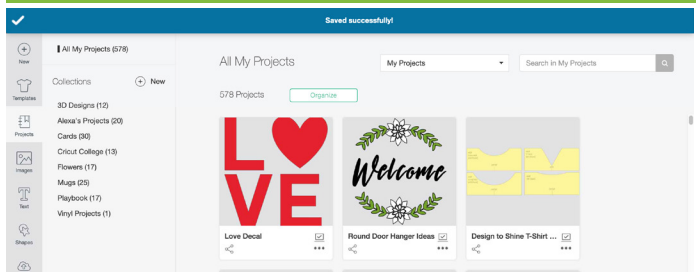 Saved successfully!
New
Templates
Projects
Images
Text
Shapes
All My Projects (578)
Collections
New
3D Designs (12)
Alexa's Projects (20)
Cards (30)
Cricut College (13)
Flowers (17)
Mugs (25)
Playbook (17)
Vinyl Projects (1)
All My Projects
My Projects
Search in My Projects
578 Projects
Organize
LO
VE
Welcome
Love Decal
Round Door Hanger Ideas
Design to Shine T-Shirt ...